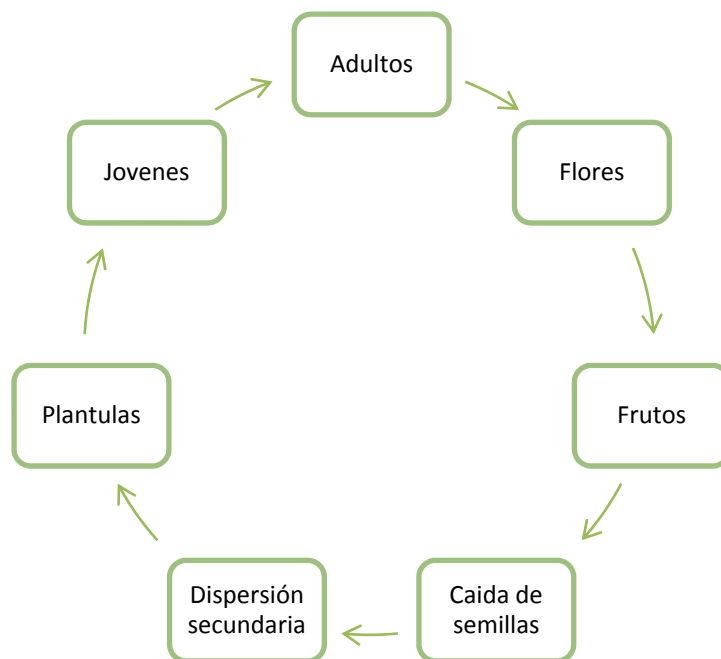 Adultos
Flores
Frutos
Caida de
semillas
Dispersión
secundaria
Plantulas
Jovenes